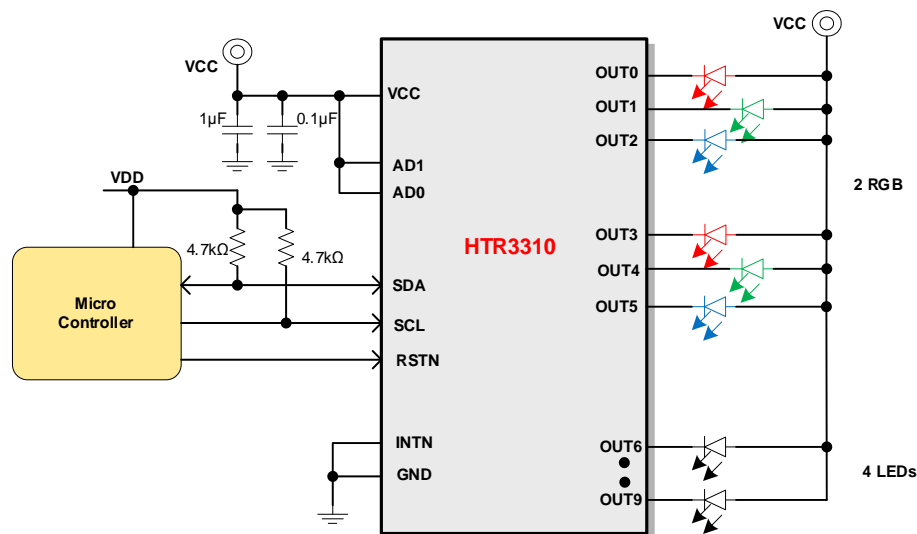 VCC
VCC
1µF
0.1µF
VCC
AD1
AD0
OUT0
OUT1
OUT2
2 RGB
VDD
4.7kΩ
4.7kΩ
HTR3310
OUT3
OUT4
OUT5
Micro
Controller
SDA
SCL
RSTN
INTN
GND
OUT6
OUT9
4 LEDs